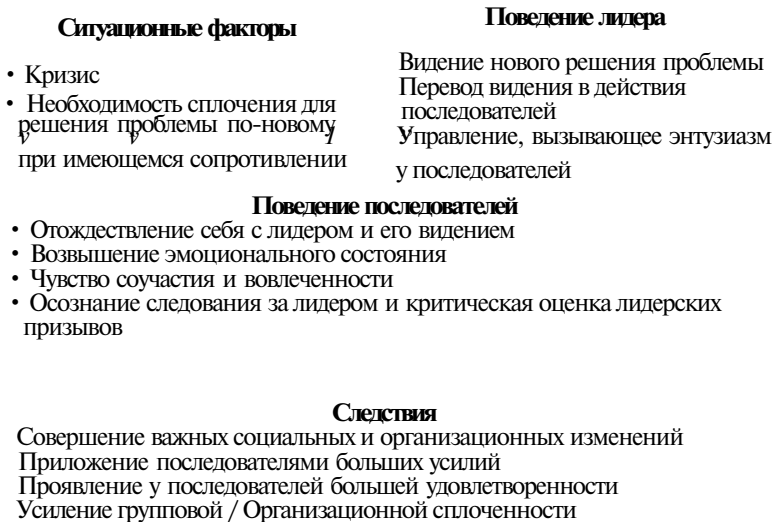 Ситуационные факторы
• Кризис
• Необходимость сплочения для
решения проблемы по-новому
v v 1
при имеющемся сопротивлении
Поведение лидера
Видение нового решения проблемы
Перевод видения в действия
последователей
Управление, вызывающее энтузиазм
у последователей
Поведение последователей
• Отождествление себя с лидером и его видением
• Возвышение эмоционального состояния
• Чувство соучастия и вовлеченности
• Осознание следования за лидером и критическая оценка лидерских
призывов
Следствия
Совершение важных социальных и организационных изменений
Приложение последователями больших усилий
Проявление у последователей большей удовлетворенности
Усиление групповой / Организационной сплоченности